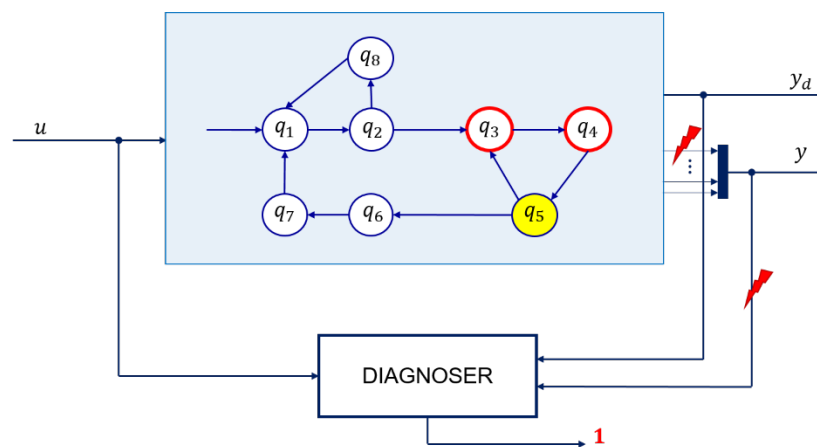 q₈
y_d
u
q₁
q₂
q₃
q₄
y
⋮
q₇
q₆
q₅
DIAGNOSER
1